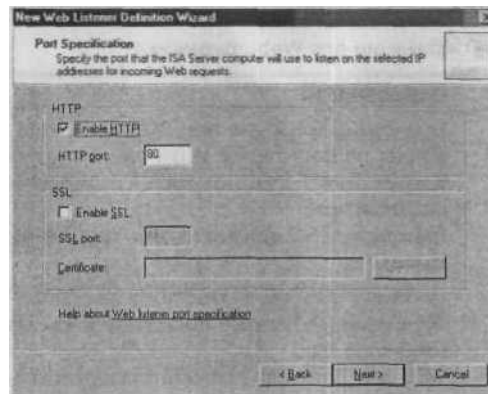 New Web Listener Definition Wizard
Port Specification
Specify the port that the ISA Server computer will use to listen on the selected IP
addresses for incoming Web requests.
HTTP
Enable HTTP
HTTP port: 80
SSL
Enable SSL
SSL port:
Certificate:
Help about Web listener port specification
< Back Next > Cancel